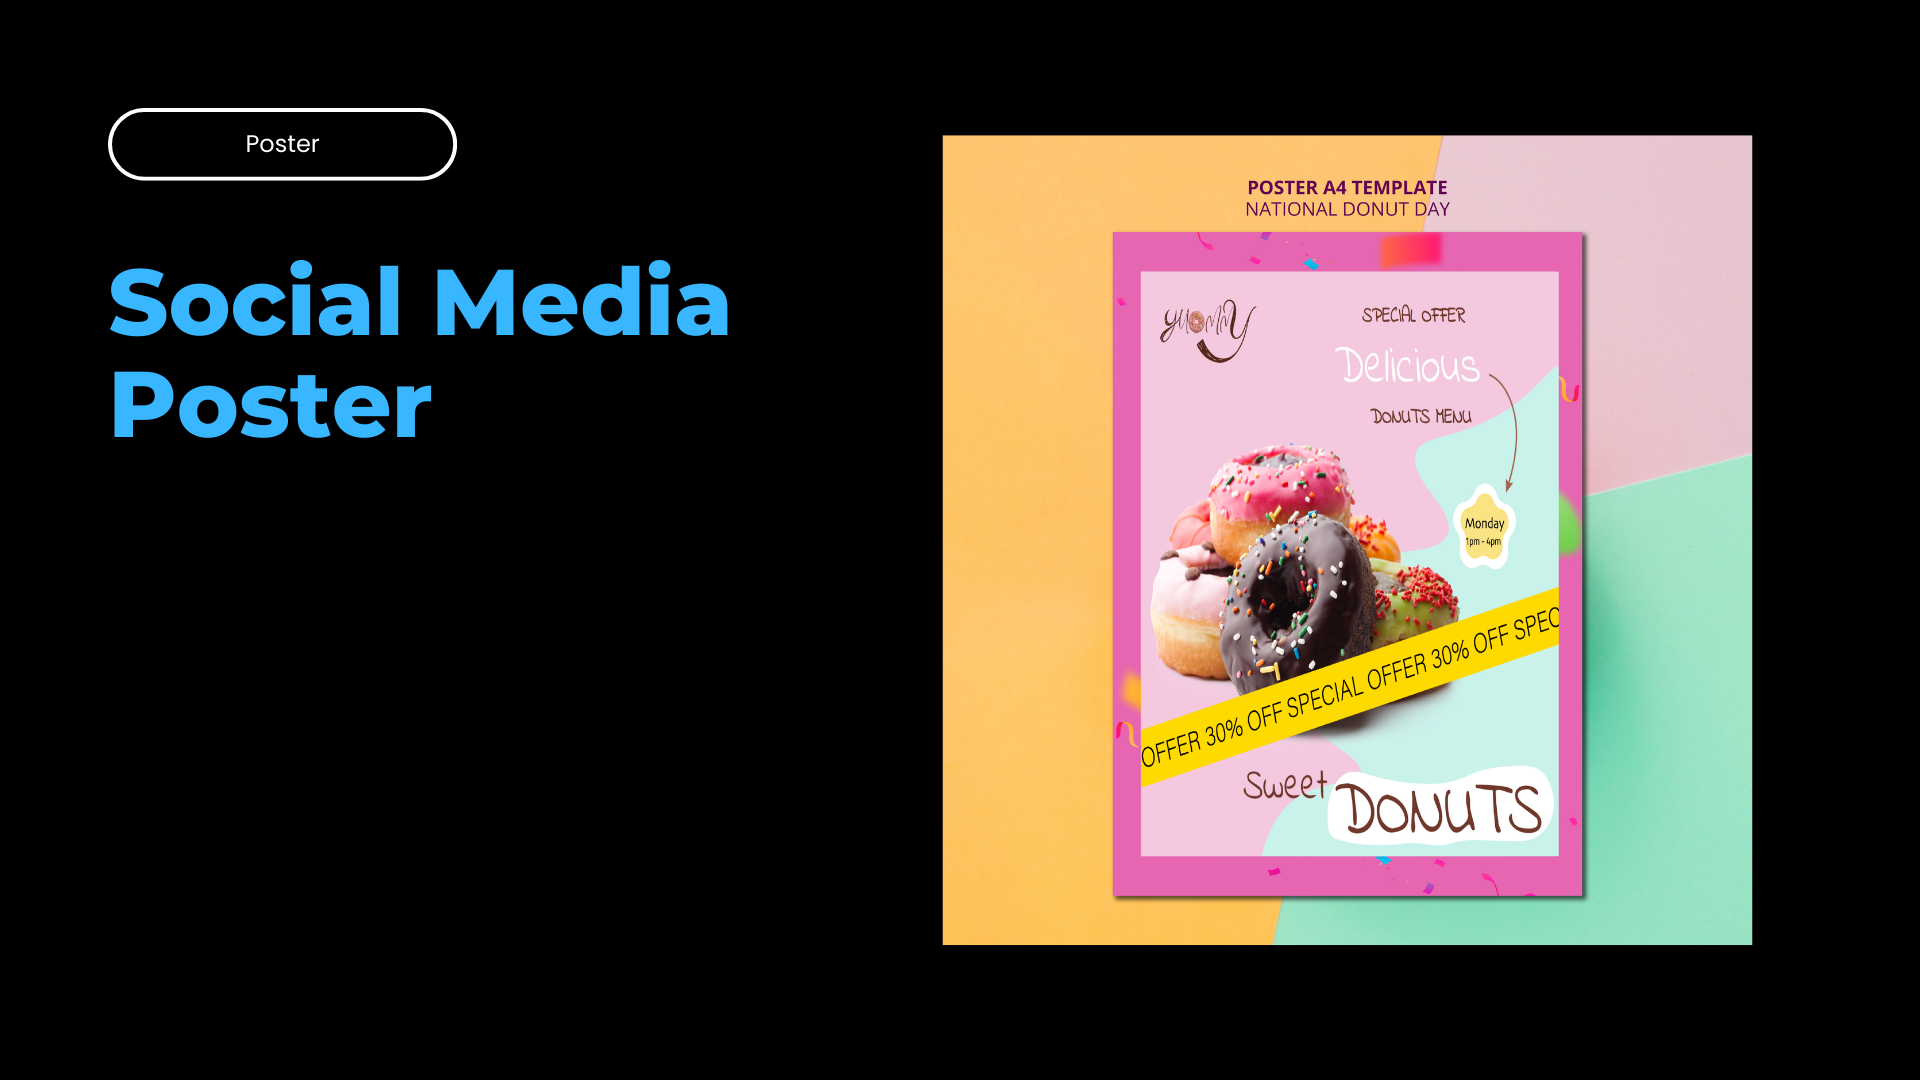 Poster
Social Media
Poster
POSTER A4 TEMPLATE
NATIONAL DONUT DAY
yuommy
SPECIAL OFFER
Delicious
DONUTS MENU
Monday
1pm - 4pm
OFFER 30% OFF SPECIAL OFFER 30% OFF SPEC
Sweet DONUTS